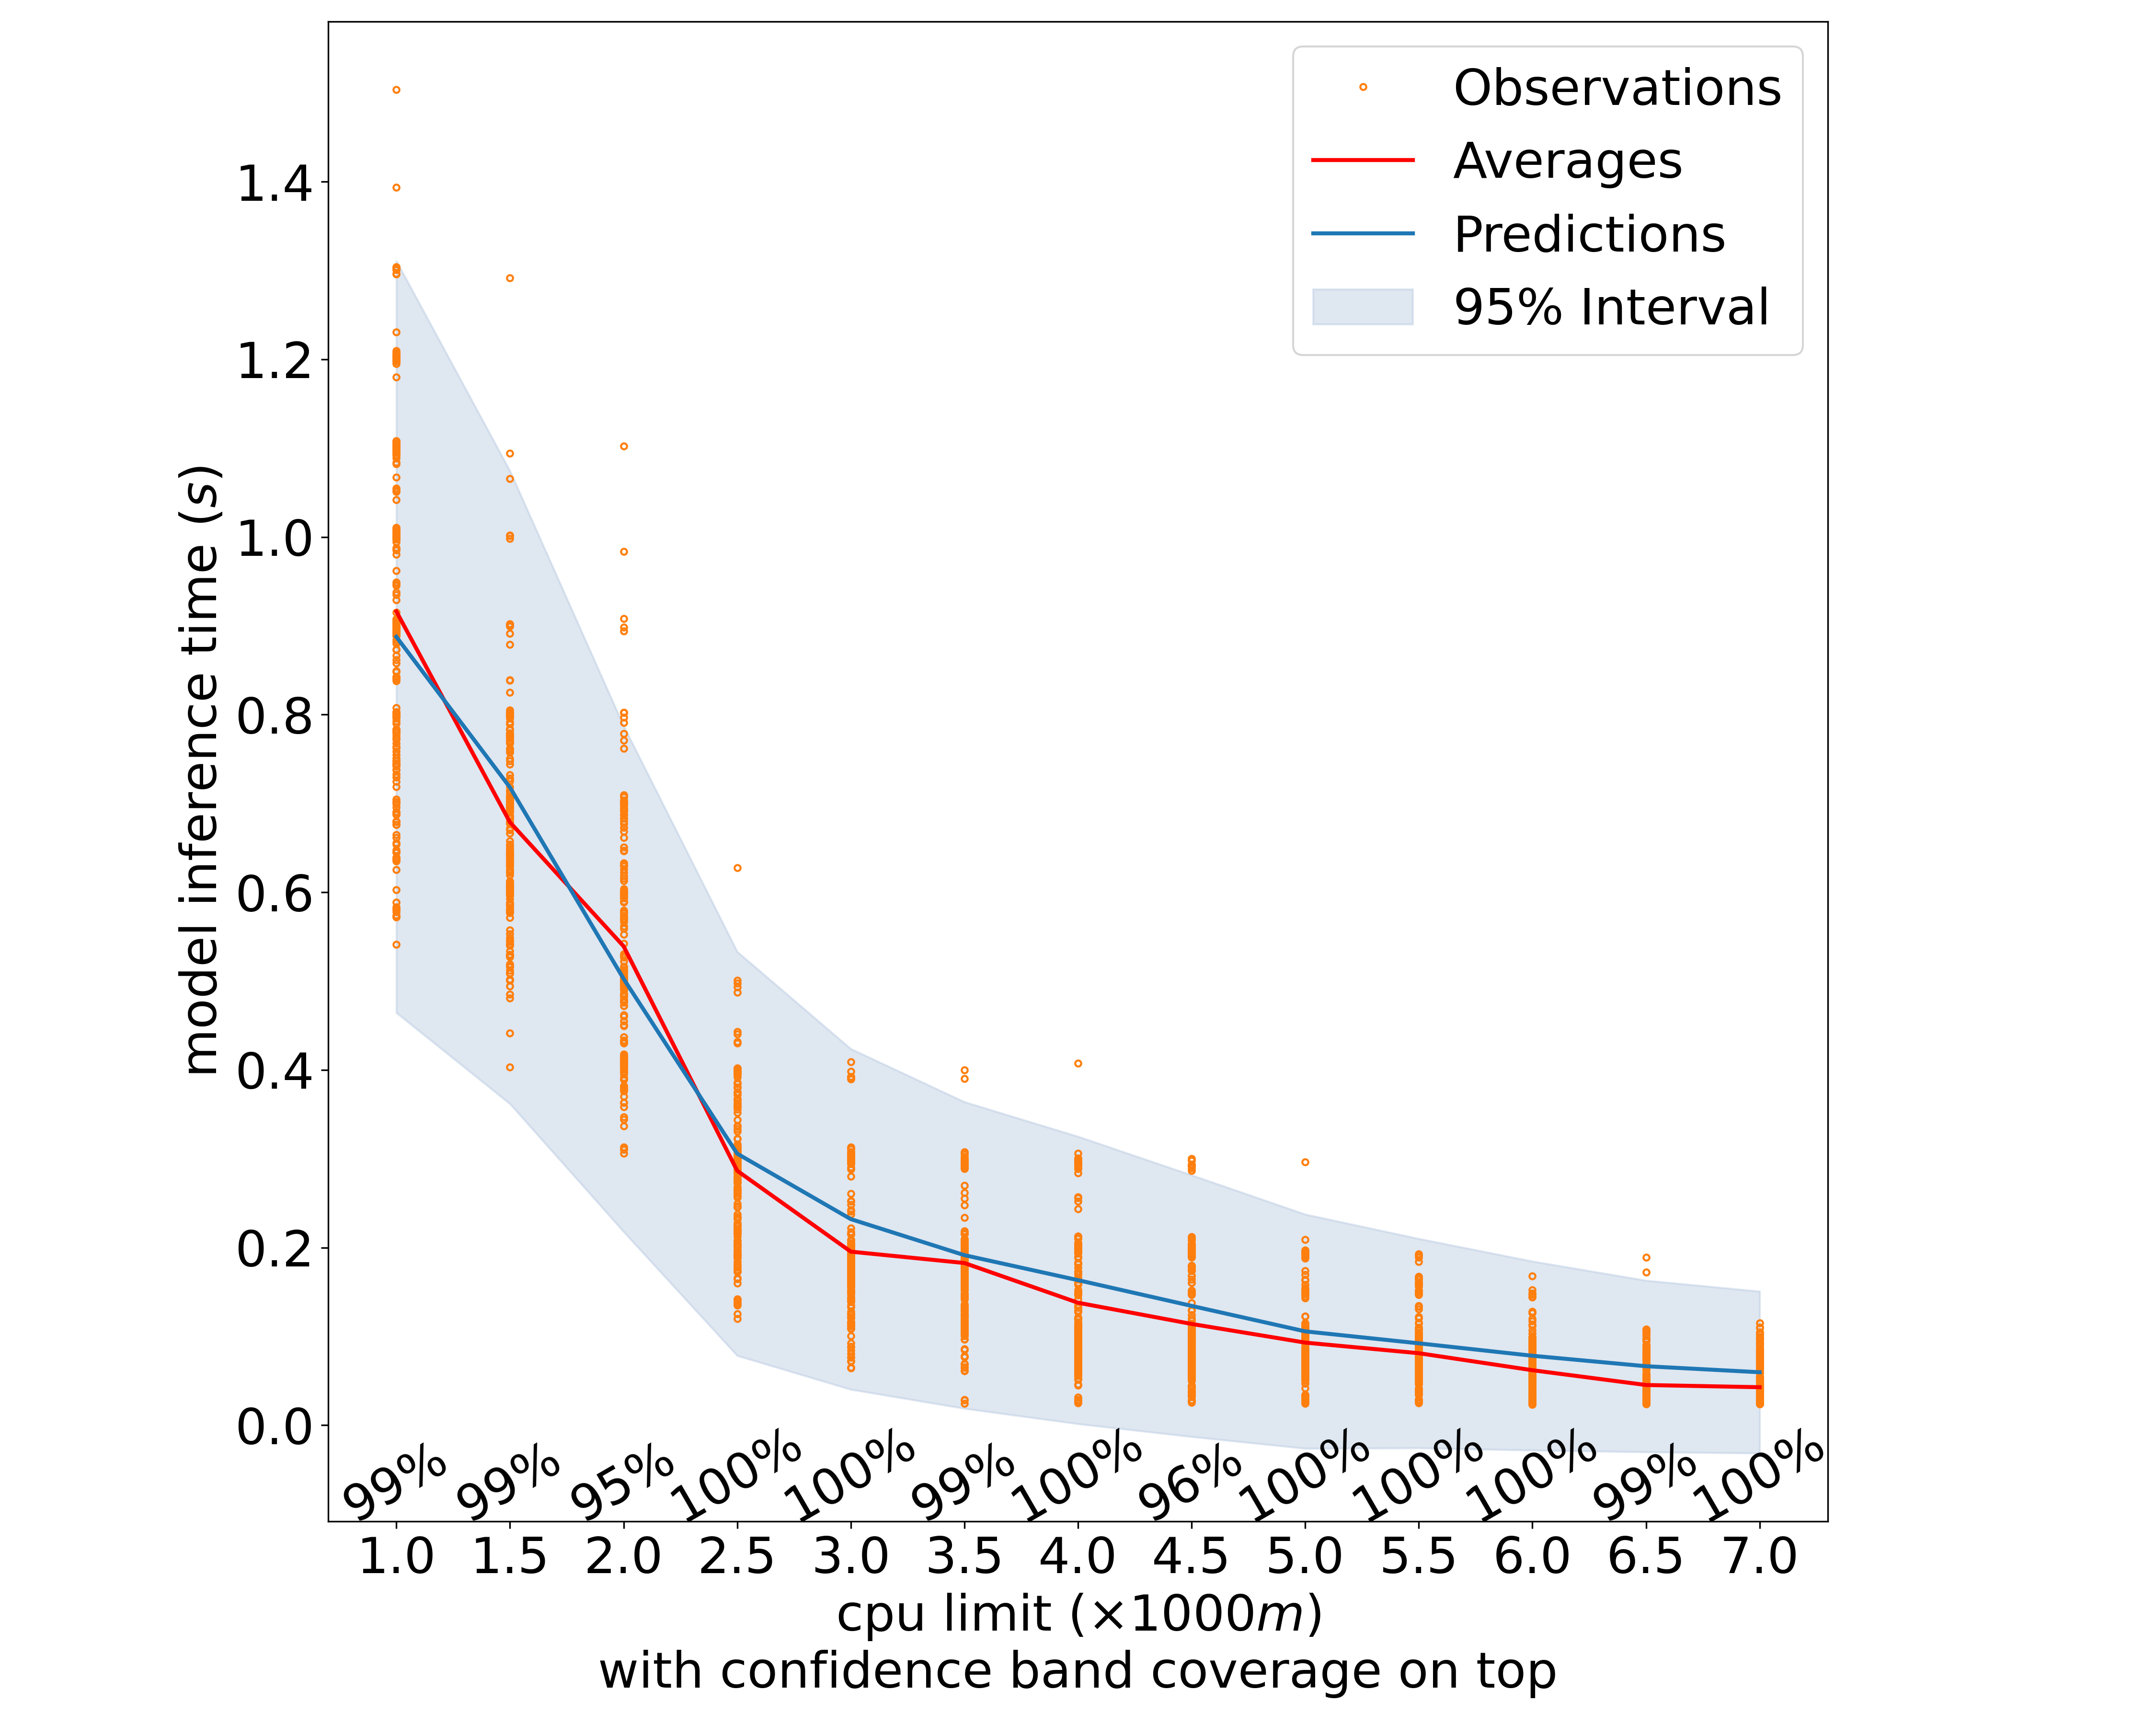 Observations
Averages
Predictions
95% Interval
model inference time (s)
1.4
1.2
1.0
0.8
0.6
0.4
0.2
0.0
99% 99% 95% 100% 100% 99% 100% 96% 100% 100% 100% 99% 100%
1.0 1.5 2.0 2.5 3.0 3.5 4.0 4.5 5.0 5.5 6.0 6.5 7.0
cpu limit (×1000m)
with confidence band coverage on top